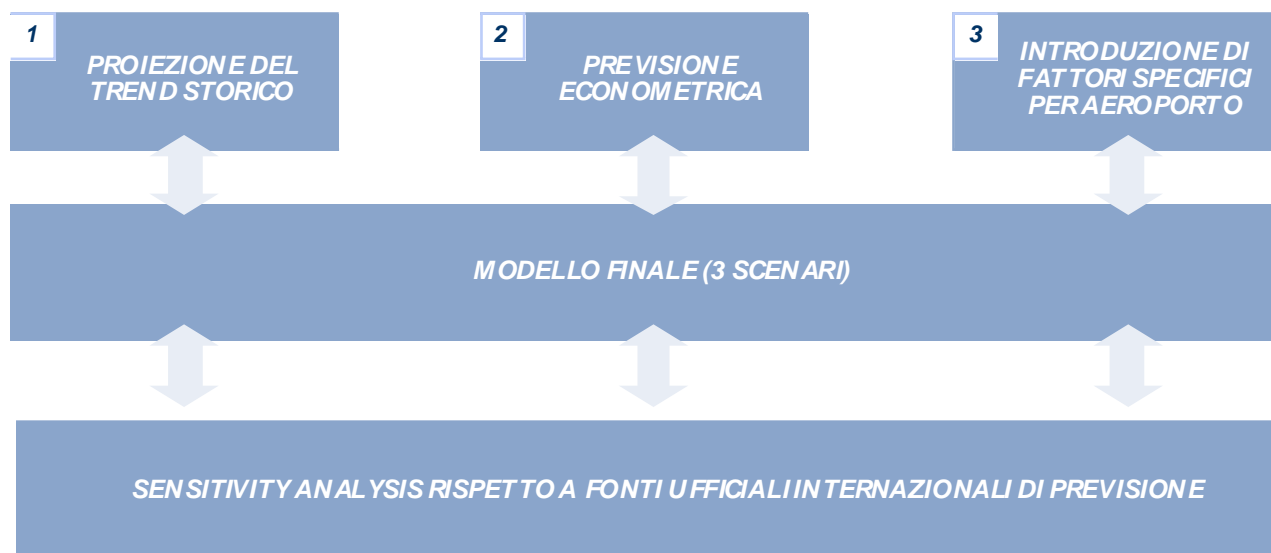 1
PROIEZIONE DEL
TREND STORICO
2
PREVISIONE
ECONOMETRICA
3
INTRODUZIONE DI
FATTORI SPECIFICI
PER AEROPORTO
MODELLO FINALE (3 SCENARI)
SENSITIVITY ANALYSIS RISPETTO A FONTI UFFICIALI INTERNAZIONALI DI PREVISIONE